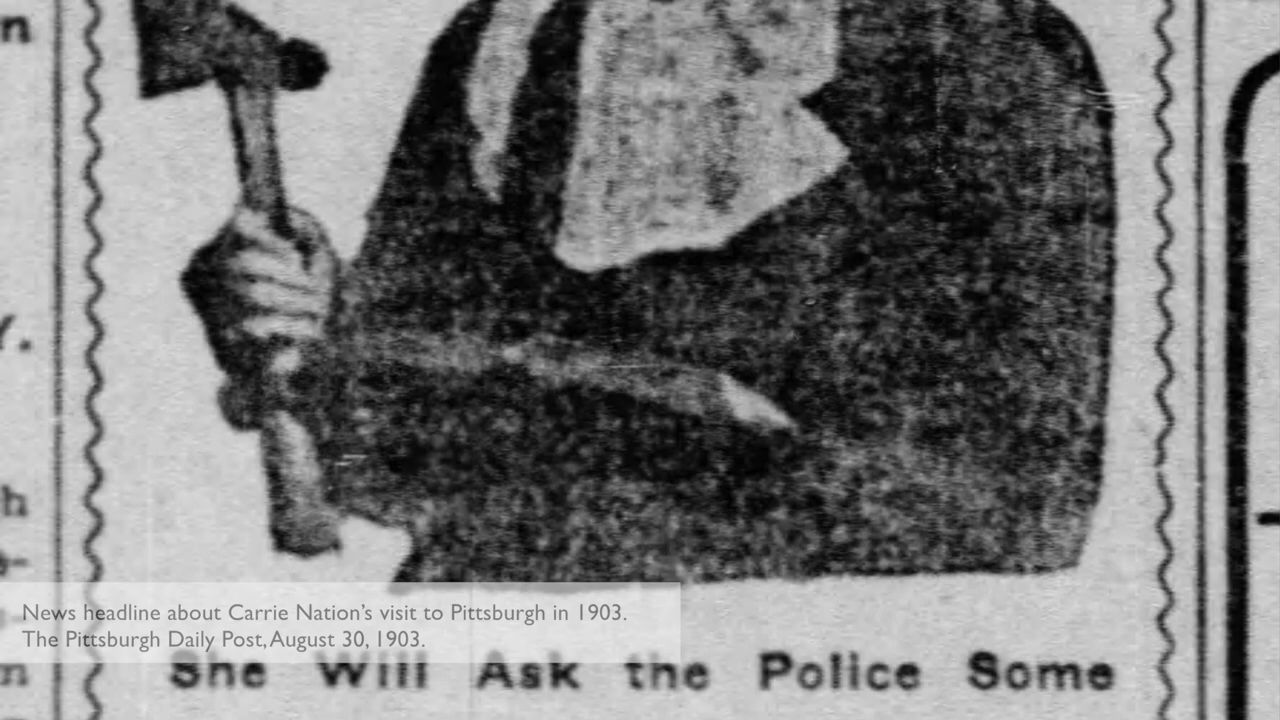 n
Y.
h
News headline about Carrie Nation's visit to Pittsburgh in 1903.
The Pittsburgh Daily Post, August 30, 1903.
She Will Ask the Police Some
m